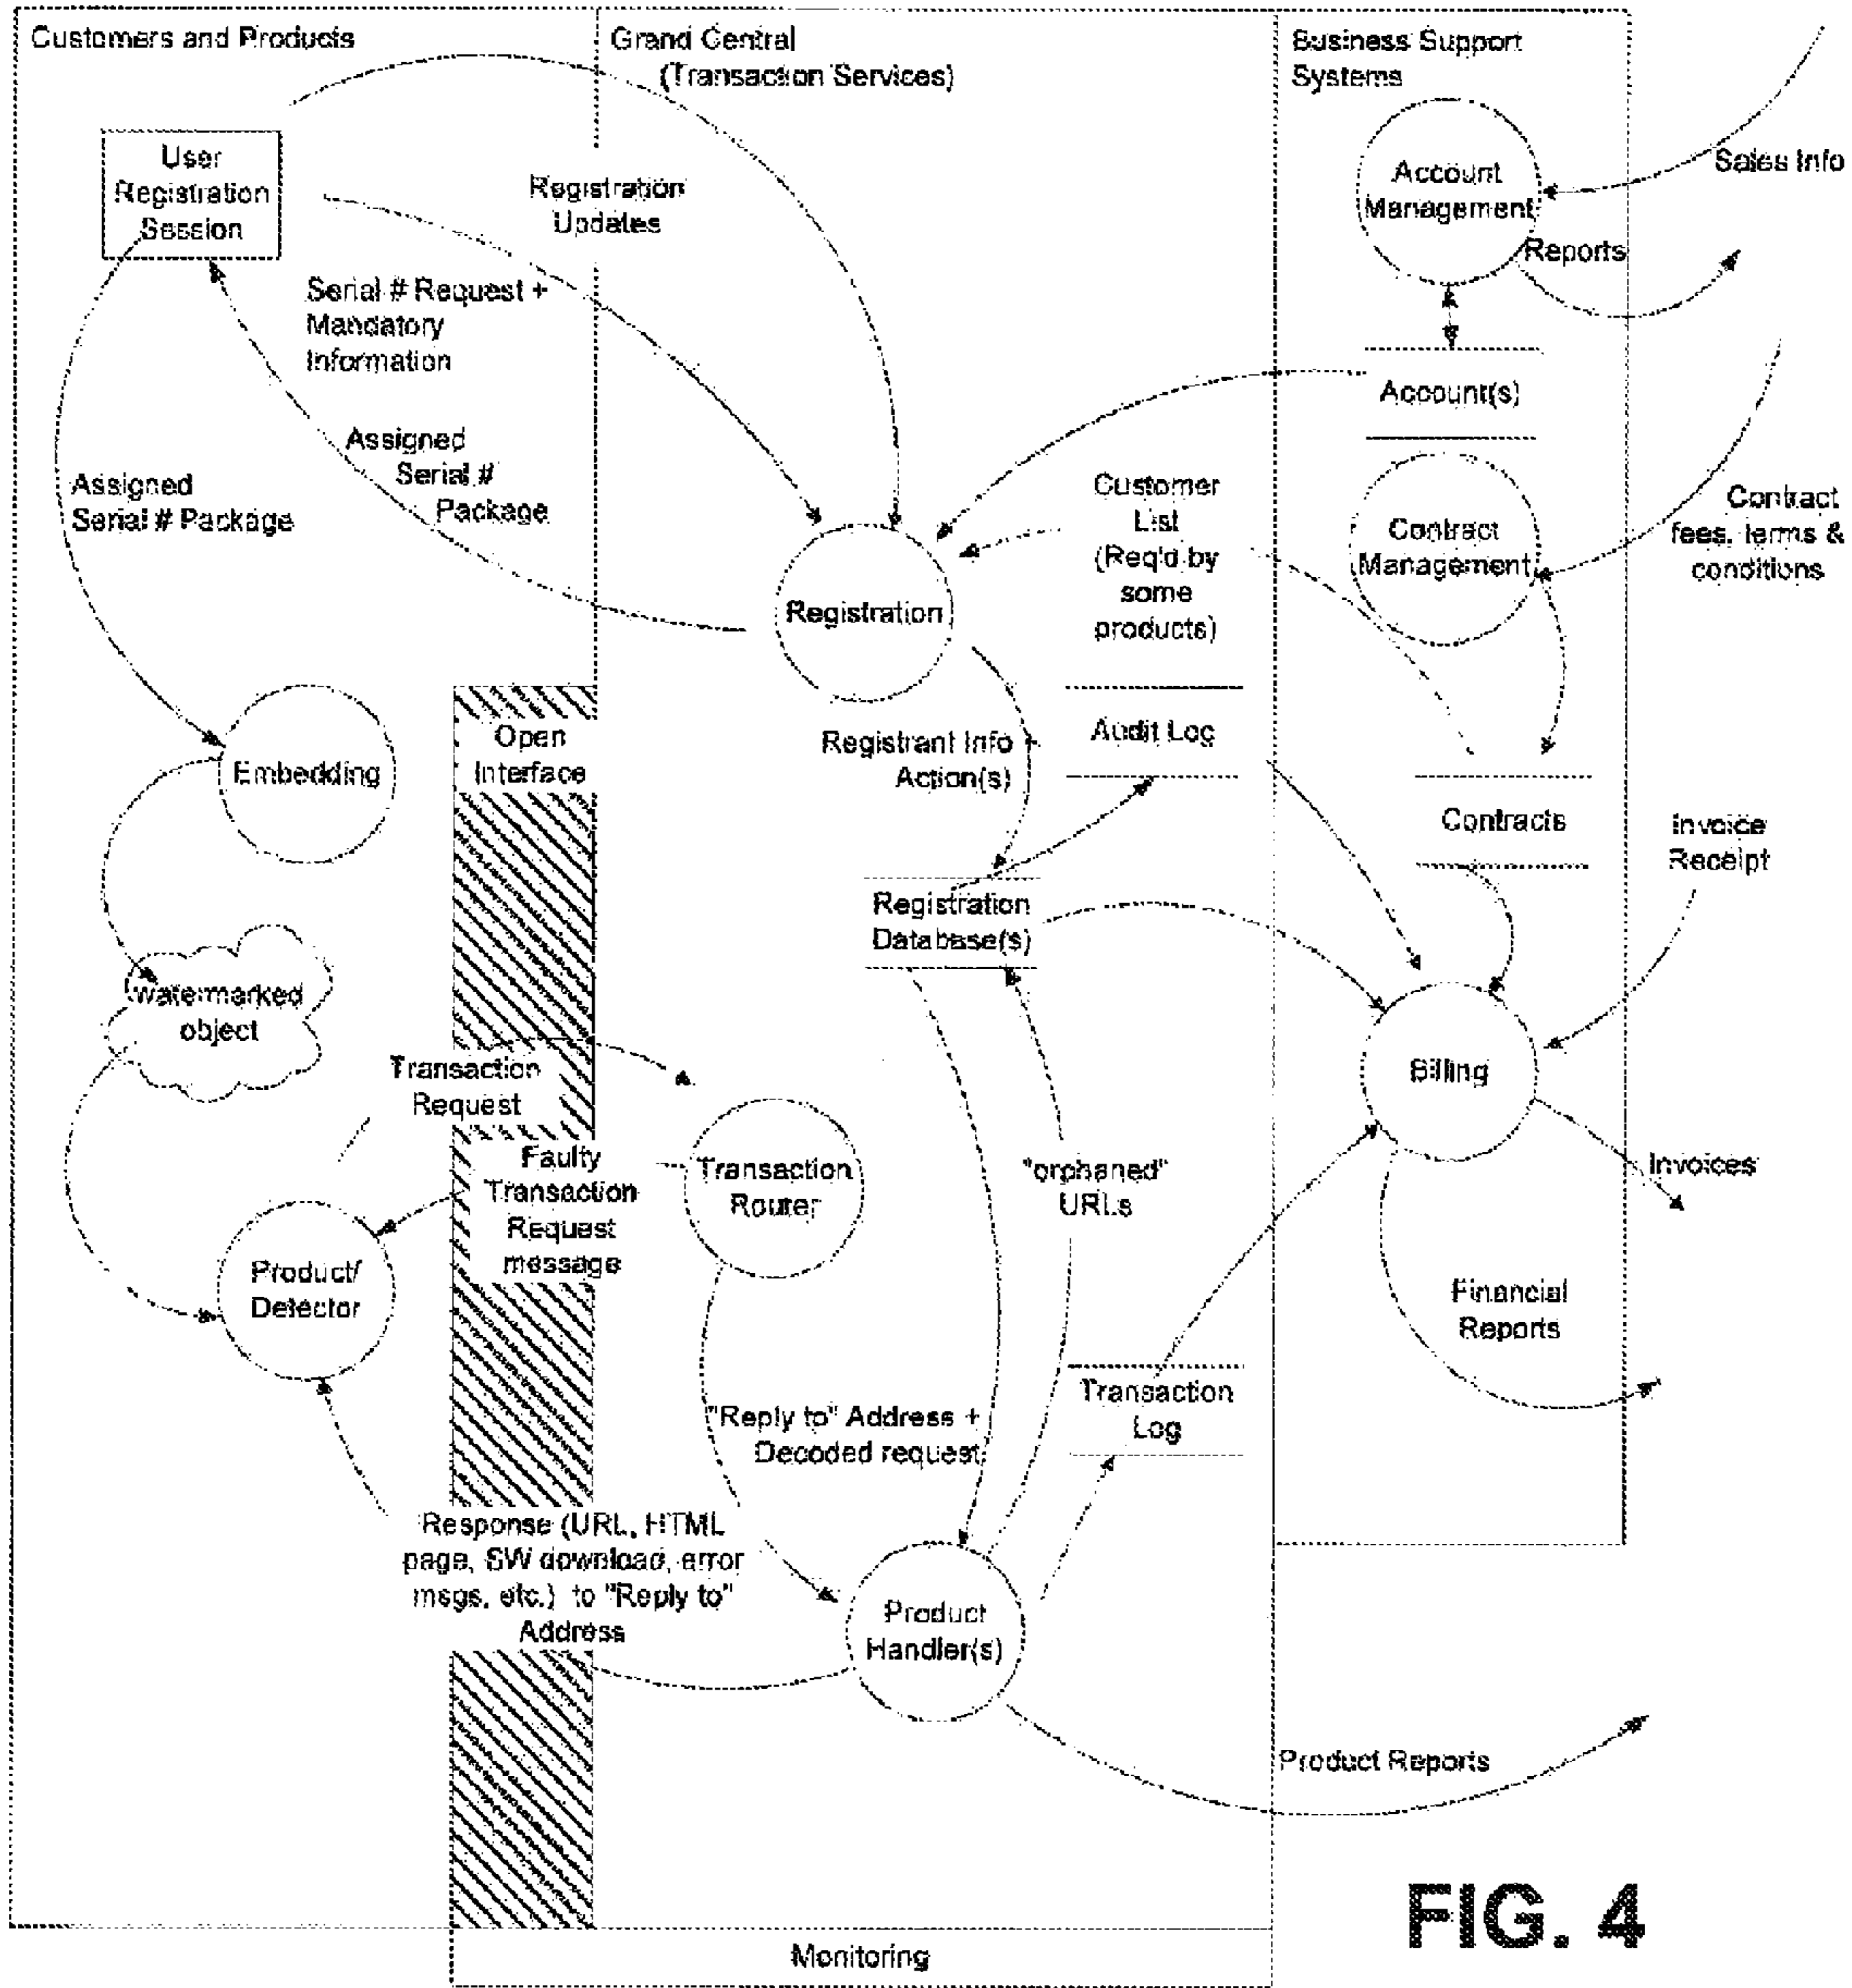 Customers and Products
Grand Central
(Transaction Services)
Business Support
Systems
User
Registration
Session
Registration
Updates
Account
Management
Sales Info
Reports
Serial # Request +
Mandatory
Information
Account(s)
Assigned
Serial #
Package
Assigned
Serial # Package
Customer
List
(Req'd by
some
products)
Contract
Management
Contract
fees, terms &
conditions
Registration
Open
Interface
Embedding
Registrant Info
Action(s)
Audit Log
Contracts
Invoice
Receipt
Registration
Database(s)
watermarked
object
Transaction
Request
Billing
Faulty
Transaction
Request
message
Transaction
Router
"orphaned"
URLs
Invoices
Product/
Detector
Financial
Reports
"Reply to" Address +
Decoded request
Transaction
Log
Response (URL, HTML
page, SW download, error
msgs, etc.) to "Reply to"
Address
Product
Handler(s)
Product Reports
FIG. 4
Monitoring